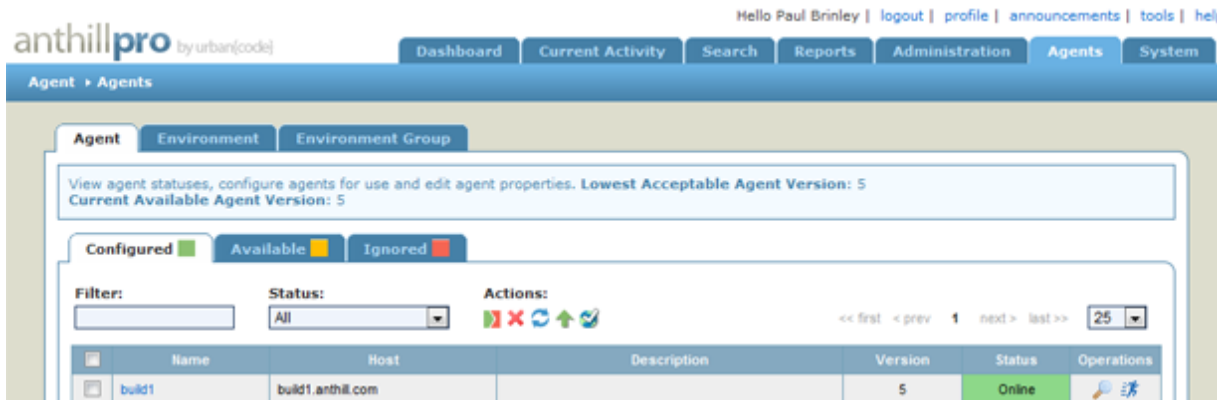 Hello Paul Brinley | logout | profile | announcements | tools |
anthillpro by urban{code}
Dashboard Current Activity Search Reports Administration Agents System
Agent Agents
Agent Environment Environment Group
View agent statuses, configure agents for use and edit agent properties. Lowest Acceptable Agent Version: 5
Current Available Agent Version: 5
Configured Available Ignored
Filter: Status: Actions:
All << first < prev 1 next > last >> 25
Name Host Description Version Status Operations
build1 build1.anthill.com 5 Online